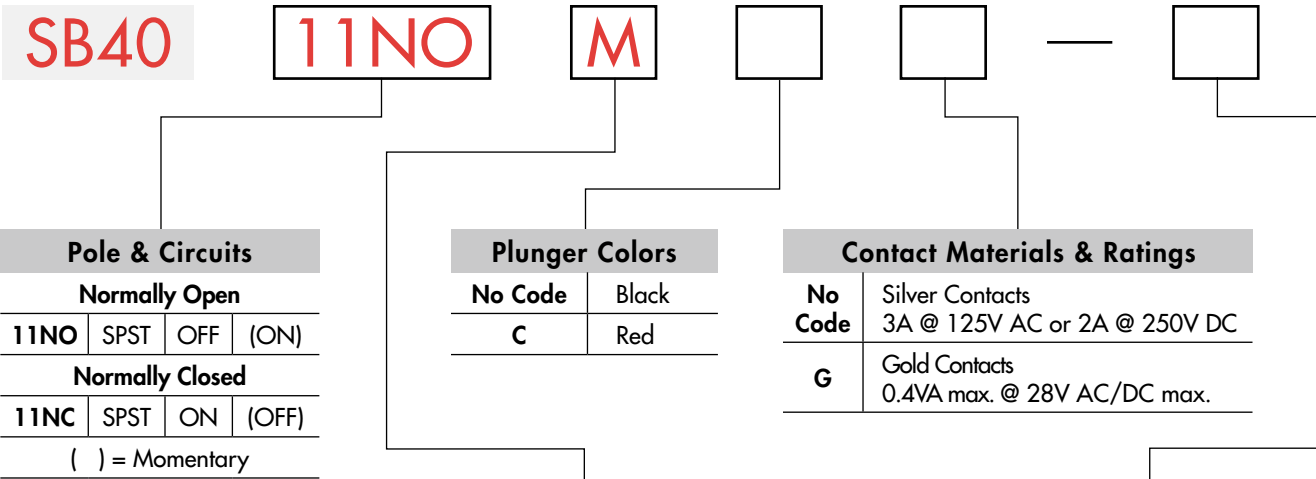 SB40 11NO M —
Pole & Circuits
Normally Open
11NO SPST OFF (ON)
Normally Closed
11NC SPST ON (OFF)
( ) = Momentary
Plunger Colors
No Code Black
C Red
Contact Materials & Ratings
No Code Silver Contacts
3A @ 125V AC or 2A @ 250V DC
G Gold Contacts
0.4VA max. @ 28V AC/DC max.